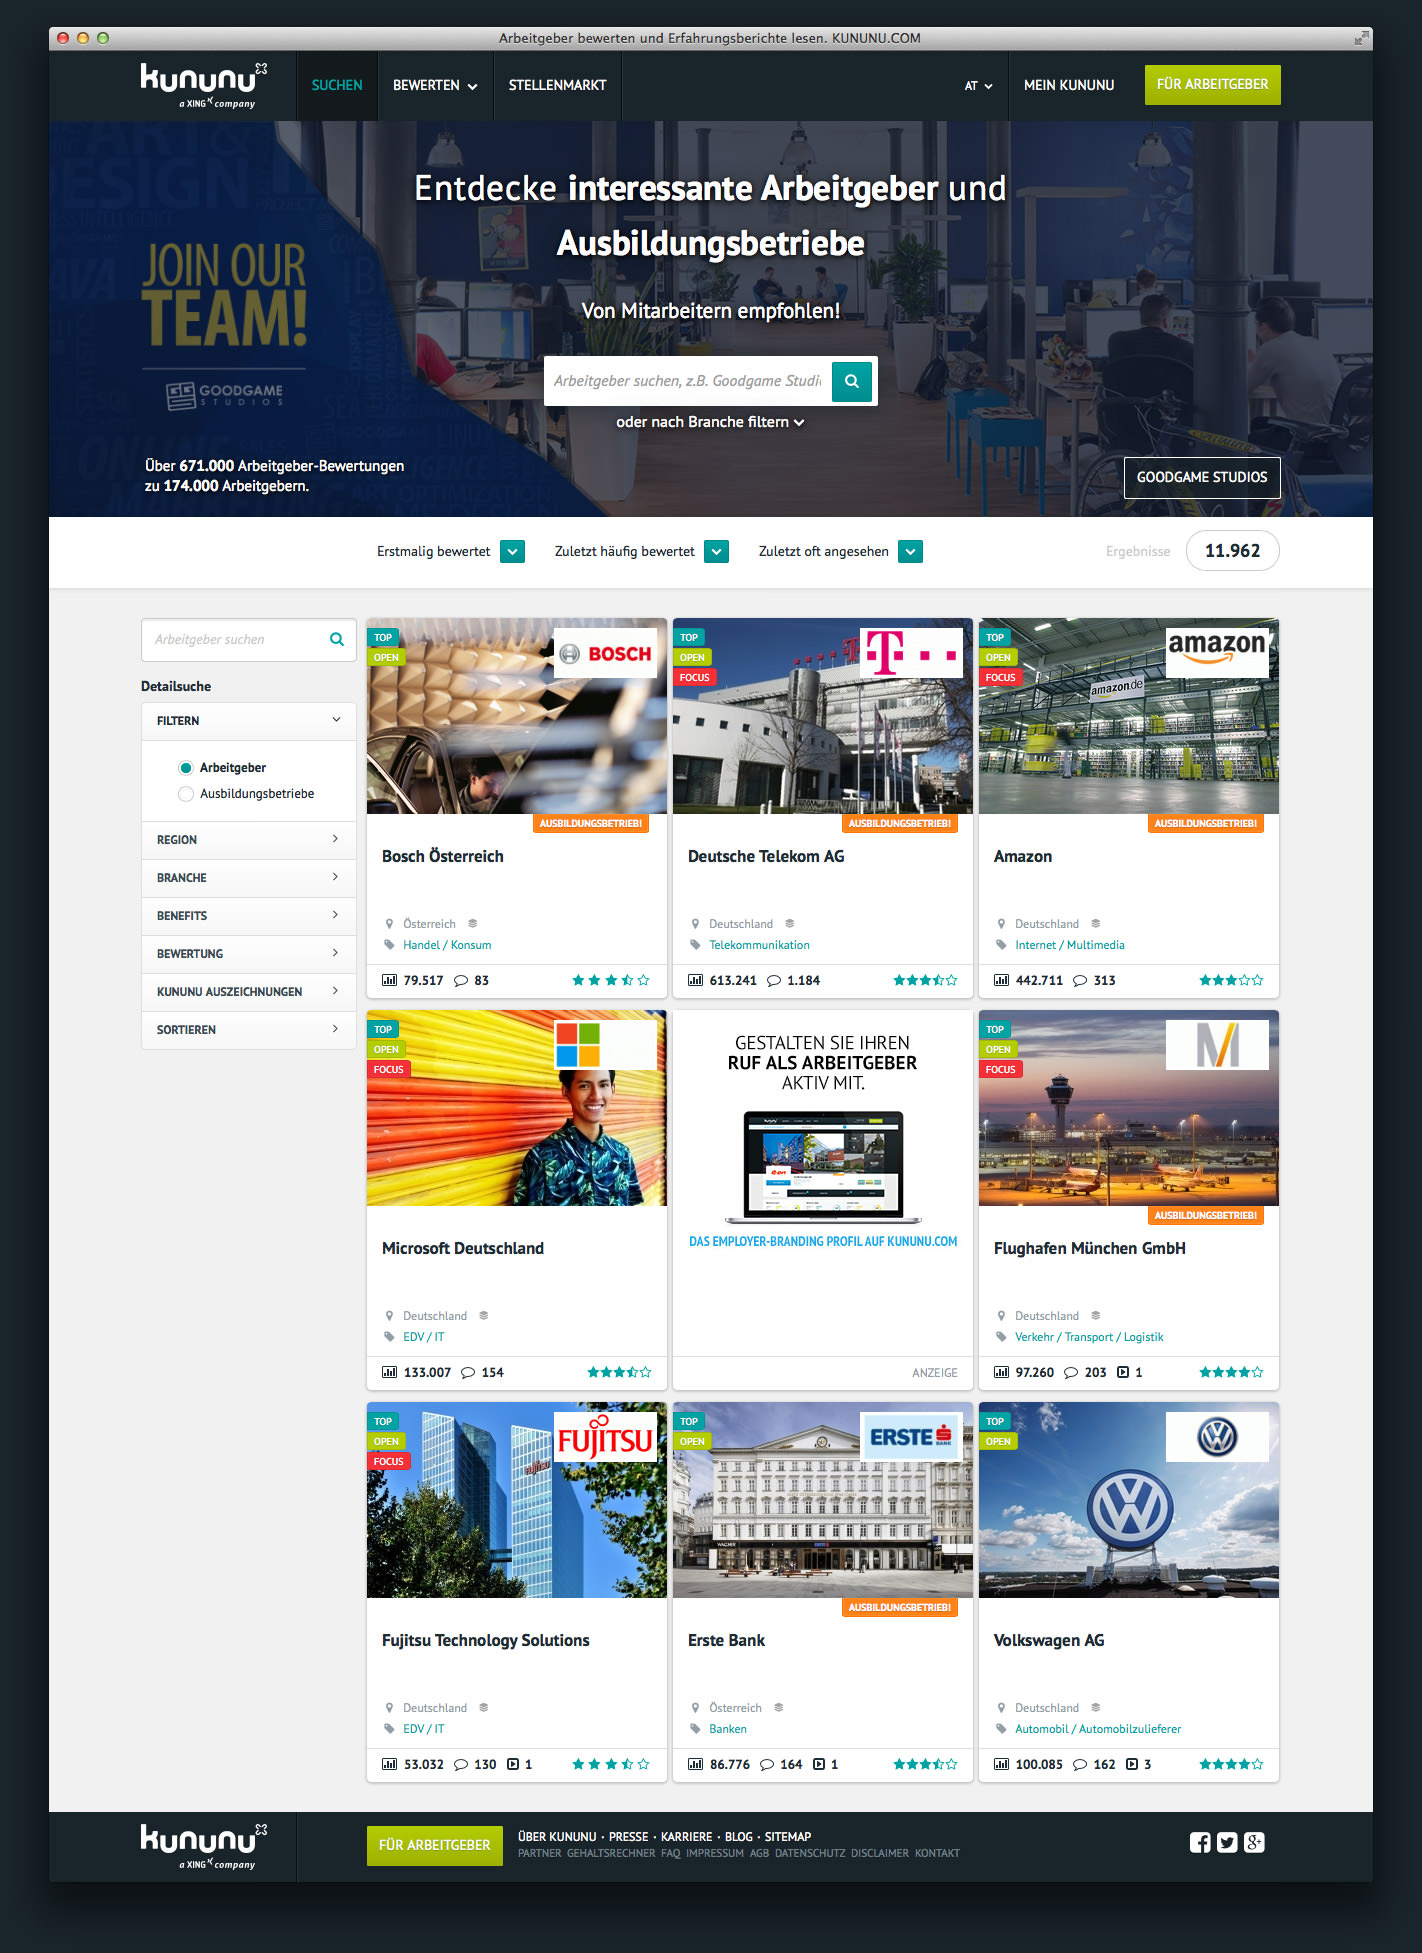 Arbeitgeber bewerten und Erfahrungsberichte lesen. KUNUNU.COM
kununu
a XING company
SUCHEN
BEWERTEN
STELLENMARKT
AT
MEIN KUNUNU
FÜR ARBEITGEBER
ART &
DESIGN
JOIN OUR
TEAM!
GOODGAME
STUDIOS
Entdecke interessante Arbeitgeber und
Ausbildungsbetriebe
Von Mitarbeitern empfohlen!
Arbeitgeber suchen, z.B. Goodgame Studi
oder nach Branche filtern
Über 671.000 Arbeitgeber-Bewertungen
zu 174.000 Arbeitgebern.
GOODGAME STUDIOS
Erstmalig bewertet
Zuletzt häufig bewertet
Zuletzt oft angesehen
Ergebnisse
11.962
Arbeitgeber suchen
Detailsuche
FILTERN
Arbeitgeber
Ausbildungsbetriebe
REGION
BRANCHE
BENEFITS
BEWERTUNG
KUNUNU AUSZEICHNUNGEN
SORTIEREN
TOP
OPEN
BOSCH
AUSBILDUNGSBETRIEB!
Bosch Österreich
Österreich
Handel / Konsum
79.517 83
TOP
OPEN
FOCUS
T
AUSBILDUNGSBETRIEB!
Deutsche Telekom AG
Deutschland
Telekommunikation
613.241 1.184
TOP
OPEN
FOCUS
amazon
amazon.de
AUSBILDUNGSBETRIEB!
Amazon
Deutschland
Internet / Multimedia
442.711 313
TOP
OPEN
FOCUS
Microsoft Deutschland
Deutschland
EDV / IT
133.007 154
GESTALTEN SIE IHREN
RUF ALS ARBEITGEBER
AKTIV MIT.
e.on
DAS EMPLOYER-BRANDING PROFIL AUF KUNUNU.COM
ANZEIGE
TOP
OPEN
FOCUS
M
AUSBILDUNGSBETRIEB!
Flughafen München GmbH
Deutschland
Verkehr / Transport / Logistik
97.260 203 1
TOP
OPEN
FOCUS
FUJITSU
FUJITSU
Fujitsu Technology Solutions
Deutschland
EDV / IT
53.032 130 1
TOP
OPEN
ERSTE
BANK
WAGNER
ERSTE
AUSBILDUNGSBETRIEB!
Erste Bank
Österreich
Banken
86.776 164 1
TOP
OPEN
VW
VW
Volkswagen AG
Deutschland
Automobil / Automobilzulieferer
100.085 162 3
kununu
a XING company
FÜR ARBEITGEBER
ÜBER KUNUNU · PRESSE · KARRIERE · BLOG · SITEMAP
PARTNER GEHALTSRECHNER FAQ IMPRESSUM AGB DATENSCHUTZ DISCLAIMER KONTAKT